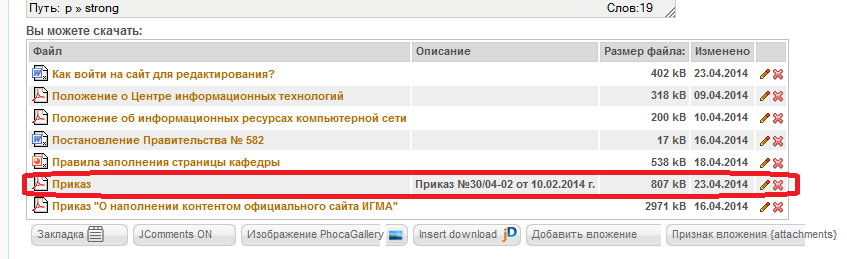 Путь: p » strong Слов:19
Вы можете скачать:
Файл Описание Размер файла: Изменено
Как войти на сайт для редактирования? 402 kB 23.04.2014
Положение о Центре информационных технологий 318 kB 09.04.2014
Положение об информационных ресурсах компьютерной сети 200 kB 10.04.2014
Постановление Правительства № 582 17 kB 16.04.2014
Правила заполнения страницы кафедры 538 kB 18.04.2014
Приказ Приказ №30/04-02 от 10.02.2014 г. 807 kB 23.04.2014
Приказ "О наполнении контентом официального сайта ИГМА" 2971 kB 16.04.2014
Закладка JComments ON Изображение PhocaGallery Insert download jD Добавить вложение Признак вложения {attachments}